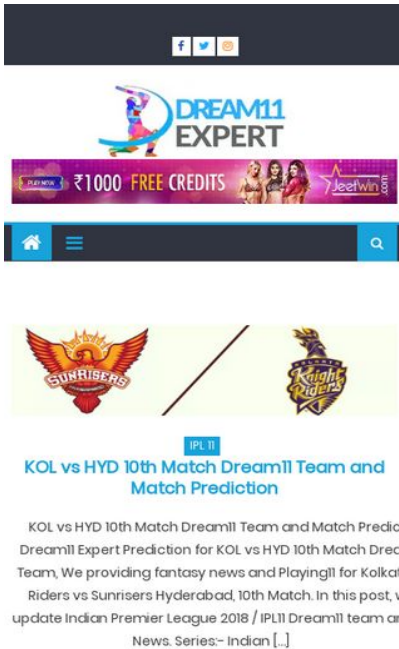 DREAM11
EXPERT
PLAY NOW ₹1000 FREE CREDITS JeetWin.com
SUNRISERS
Knight
Riders
IPL 11
KOL vs HYD 10th Match Dream11 Team and
Match Prediction
KOL vs HYD 10th Match Dream11 Team and Match Predic
Dream11 Expert Prediction for KOL vs HYD 10th Match Drea
Team, We providing fantasy news and Playing11 for Kolkat
Riders vs Sunrisers Hyderabad, 10th Match. In this post, w
update Indian Premier League 2018 / IPL11 Dream11 team an
News. Series:- Indian [...]